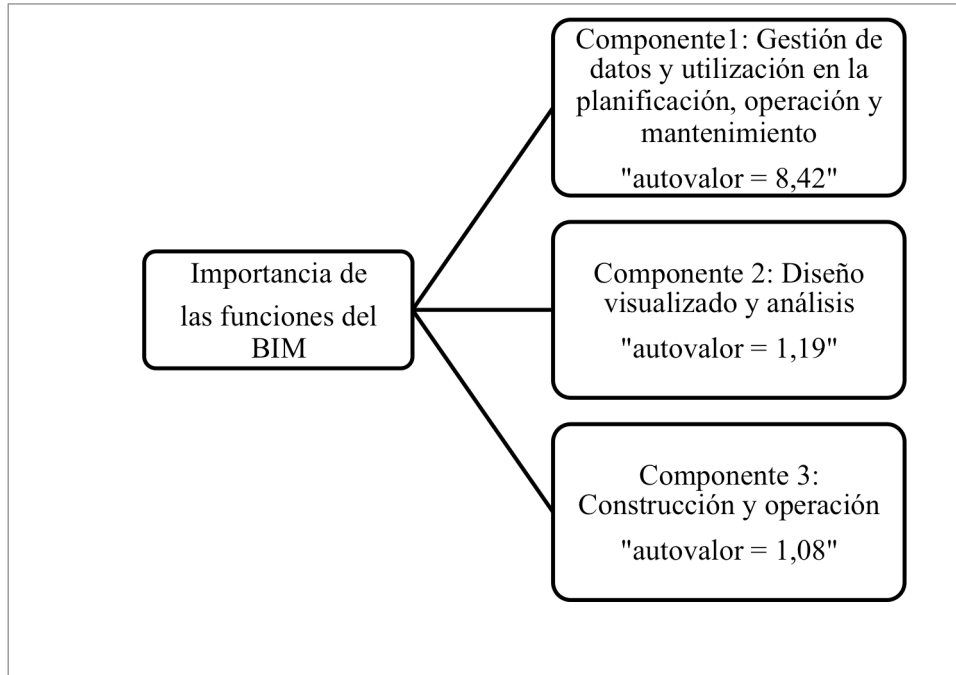 Componente1: Gestión de
datos y utilización en la
planificación, operación y
mantenimiento
"autovalor = 8,42"
Importancia de
las funciones del
BIM
Componente 2: Diseño
visualizado y análisis
"autovalor = 1,19"
Componente 3:
Construcción y operación
"autovalor = 1,08"